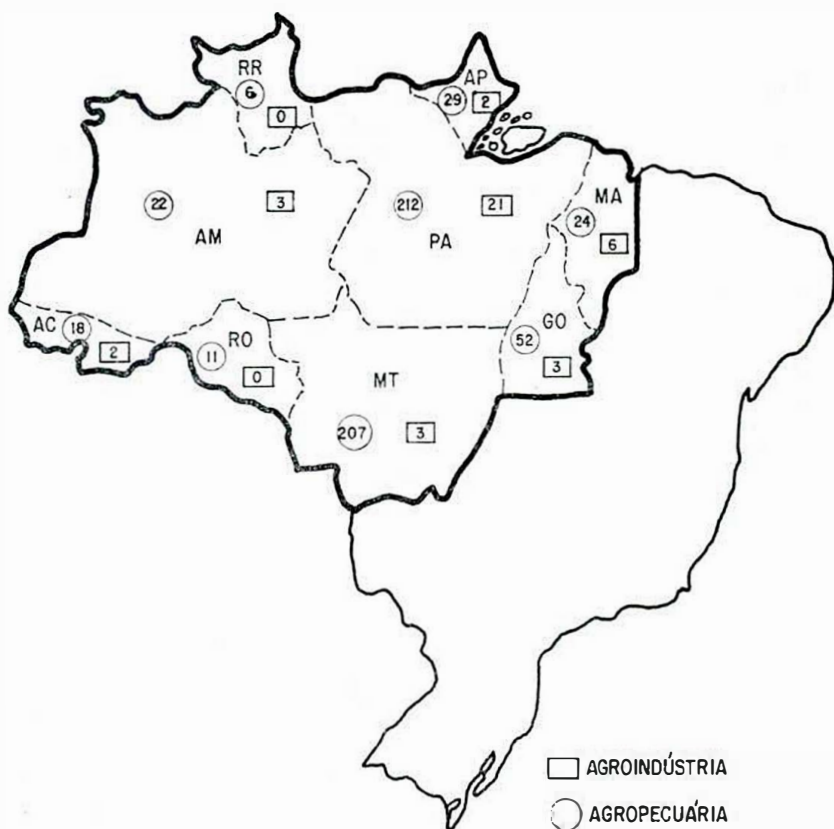 RR
6
0
AP
29
2
22
3
AM
212
21
PA
MA
24
6
AC
18
2
RO
11
0
GO
52
3
MT
207
3
AGROINDÚSTRIA
AGROPECUÁRIA